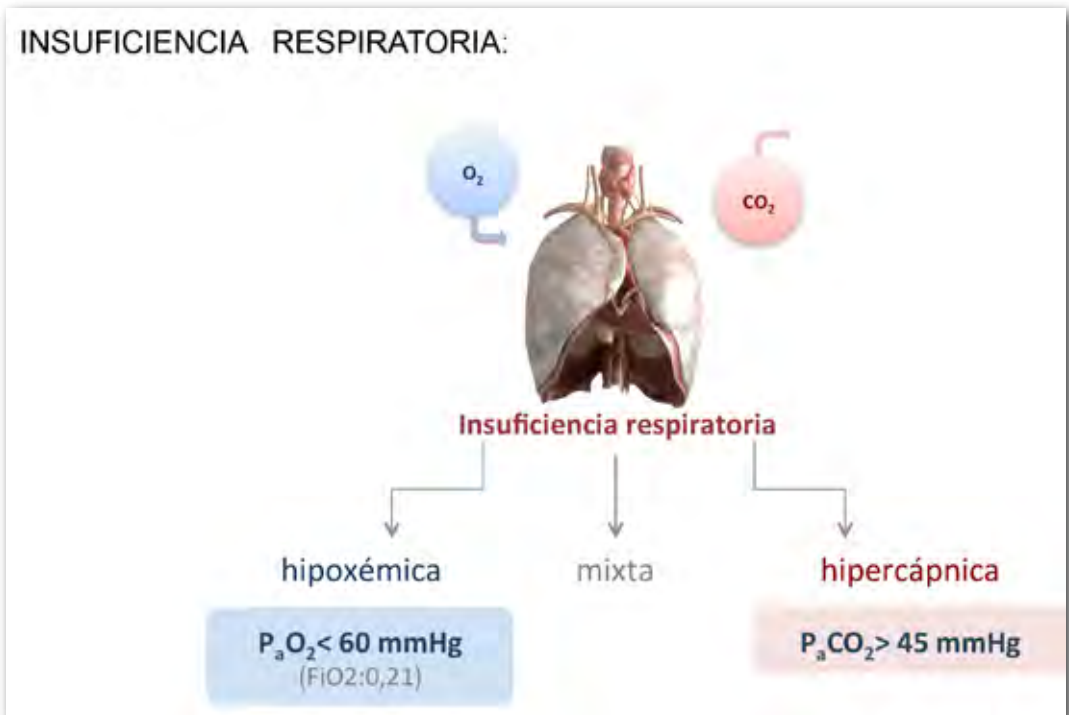 INSUFICIENCIA RESPIRATORIA:
O₂
CO₂
Insuficiencia respiratoria
hipoxémica
mixta
hipercápnica
PₐO₂< 60 mmHg
(FiO2:0,21)
PₐCO₂> 45 mmHg